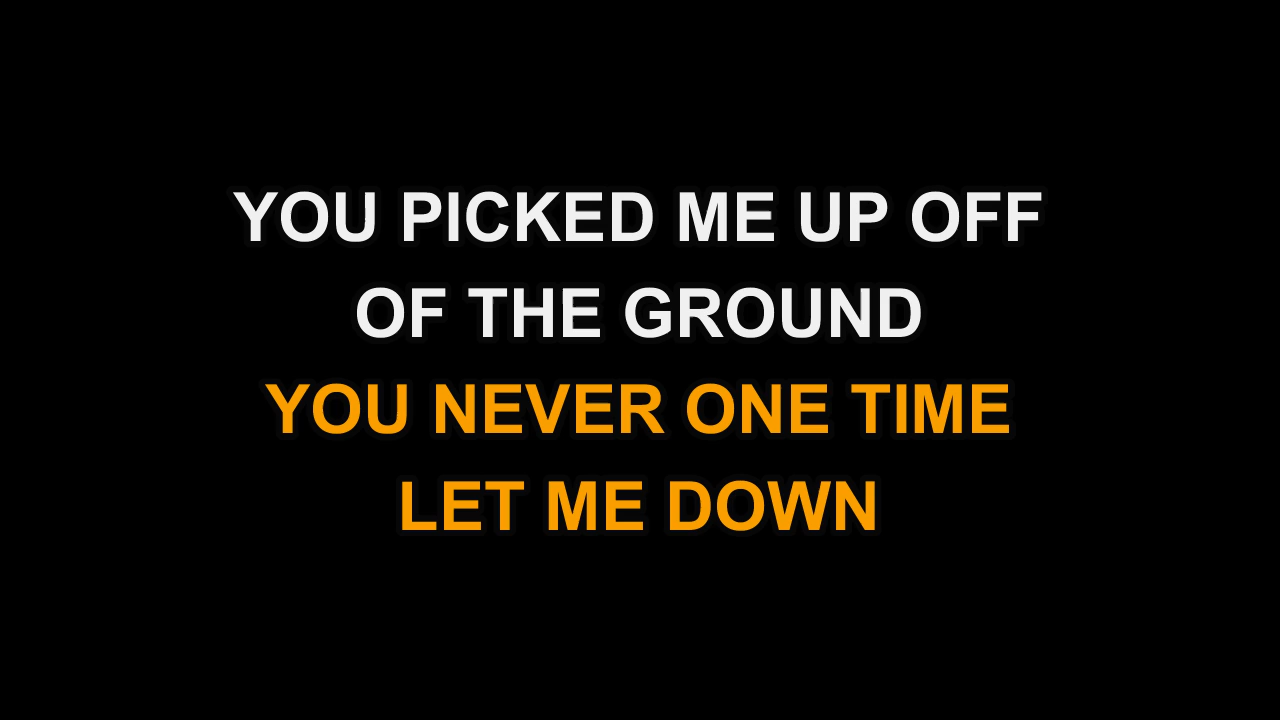 YOU PICKED ME UP OFF
OF THE GROUND
YOU NEVER ONE TIME
LET ME DOWN